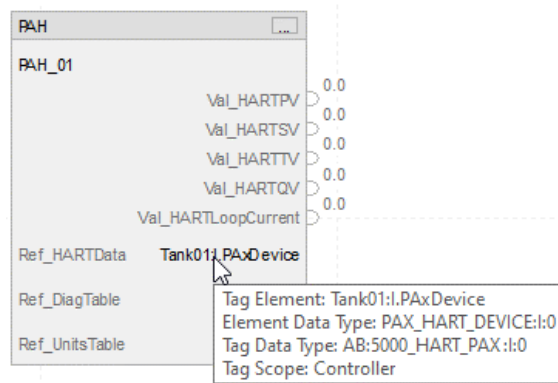 PAH
...
PAH_01
Val_HARTPV 0.0
Val_HARTSV 0.0
Val_HARTTV 0.0
Val_HARTQV 0.0
Val_HARTLoopCurrent 0.0
Ref_HARTData Tank01:I.PAxDevice
Ref_DiagTable
Ref_UnitsTable
Tag Element: Tank01:I.PAxDevice
Element Data Type: PAX_HART_DEVICE:I:0
Tag Data Type: AB:5000_HART_PAX:I:0
Tag Scope: Controller